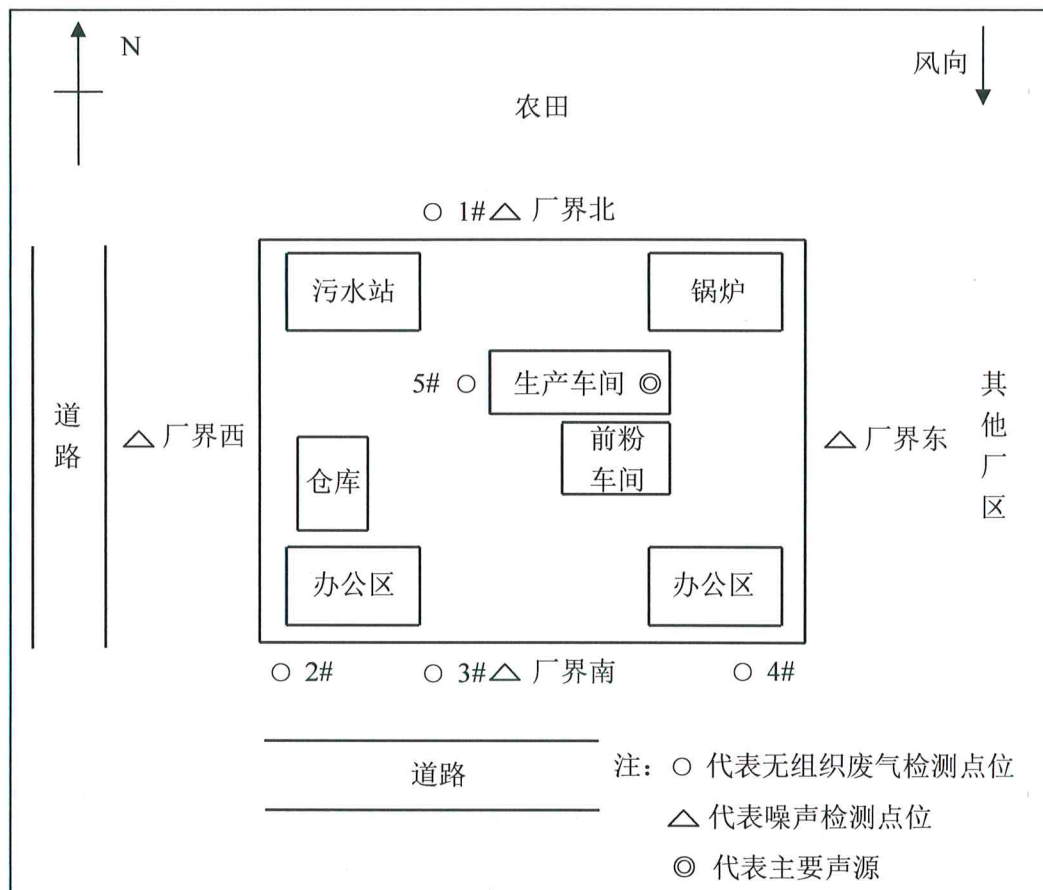 N
风向
农田
1# 厂界北
污水站
锅炉
5#
生产车间
道路
厂界西
前粉
车间
厂界东
其他厂区
仓库
办公区
办公区
2#
3# 厂界南
4#
道路
注： 代表无组织废气检测点位
代表噪声检测点位
代表主要声源